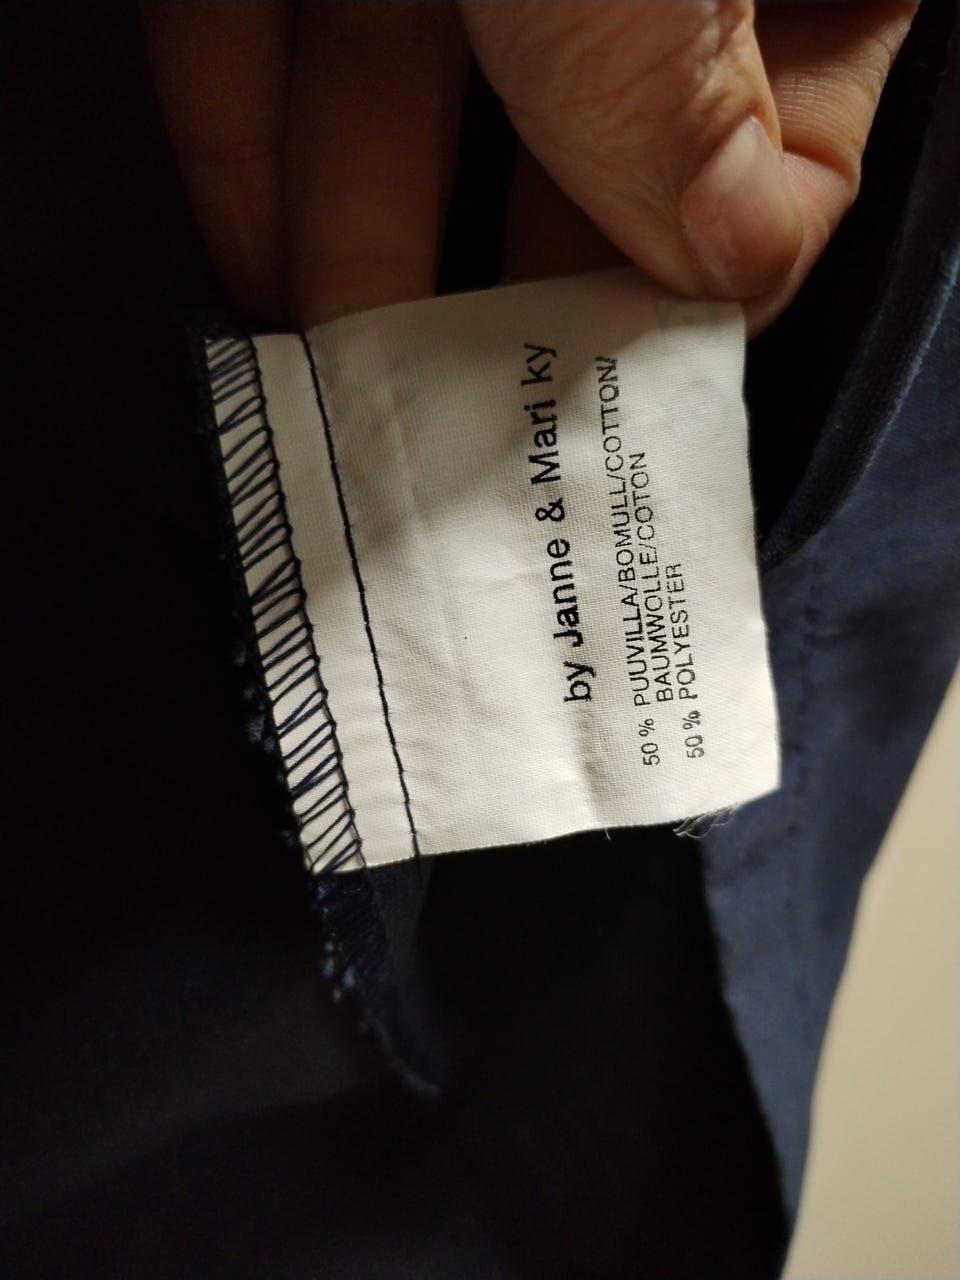 by Janne & Mari ky
50 % PUUVILLA/BOMULL/COTTON/
BAUMWOLLE/COTON
50 % POLYESTER